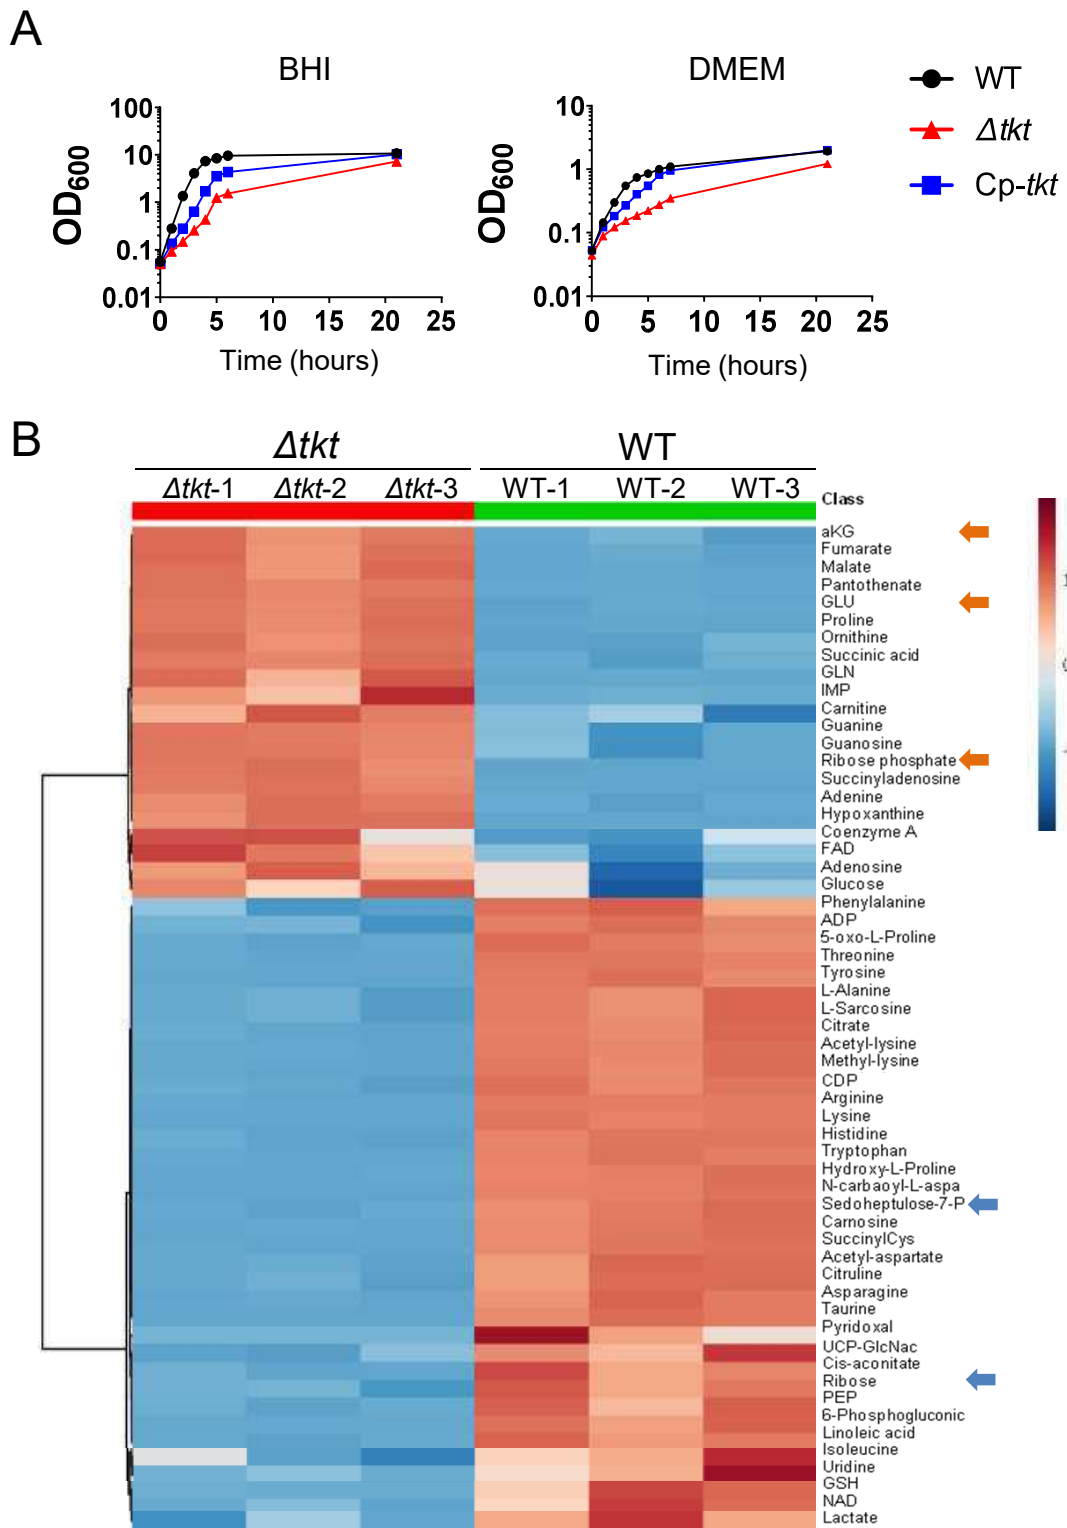 A
BHI
DMEM
WT
Δtkt
Cp-tkt
OD600
100
10
1
0.1
0.01
0 5 10 15 20 25
Time (hours)
OD600
10
1
0.1
0.01
0 5 10 15 20 25
Time (hours)
B
Δtkt
WT
Δtkt-1 Δtkt-2 Δtkt-3 WT-1 WT-2 WT-3
Class
aKG
Fumarate
Malate
Pantothenate
GLU
Proline
Ornithine
Succinic acid
GLN
IMP
Carnitine
Guanine
Guanosine
Ribose phosphate
Succinyladenosine
Adenine
Hypoxanthine
Coenzyme A
FAD
Adenosine
Glucose
Phenylalanine
ADP
5-oxo-L-Proline
Threonine
Tyrosine
L-Alanine
L-Sarcosine
Citrate
Acetyl-lysine
Methyl-lysine
CDP
Arginine
Lysine
Histidine
Tryptophan
Hydroxy-L-Proline
N-carbaoyl-L-aspa
Sedoheptulose-7-P
Carnosine
SuccinylCys
Acetyl-aspartate
Citruline
Asparagine
Taurine
Pyridoxal
UCP-GlcNac
Cis-aconitate
Ribose
PEP
6-Phosphogluconic
Linoleic acid
Isoleucine
Uridine
GSH
NAD
Lactate